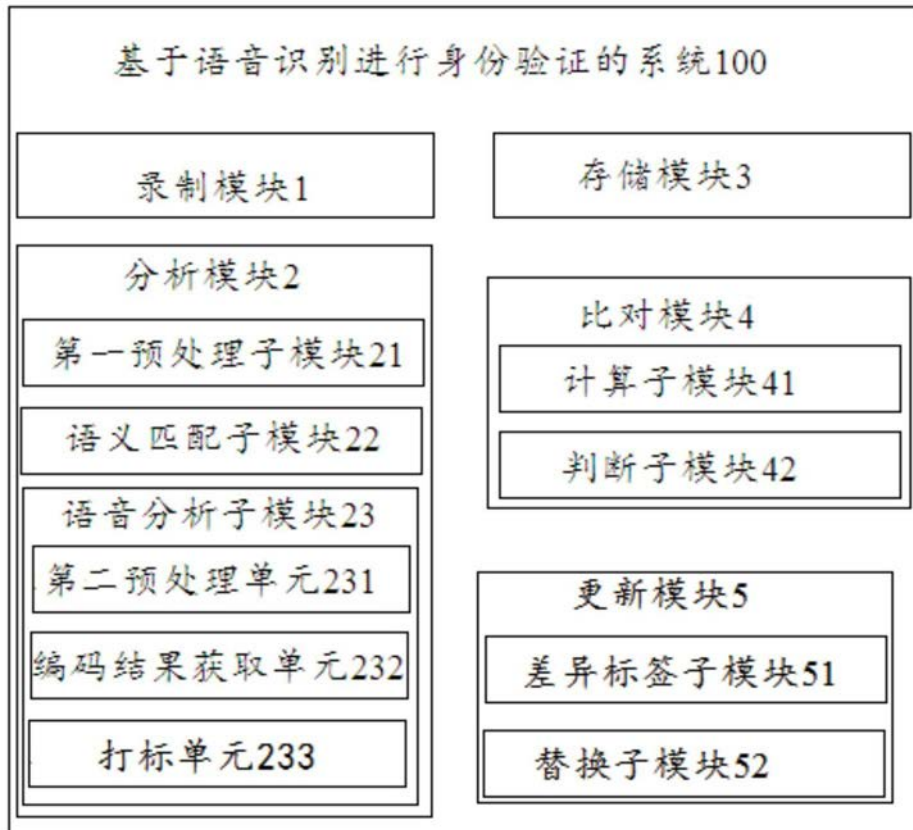 基于语音识别进行身份验证的系统100
录制模块1
存储模块3
分析模块2
第一预处理子模块21
语义匹配子模块22
语音分析子模块23
第二预处理单元231
编码结果获取单元232
打标单元233
比对模块4
计算子模块41
判断子模块42
更新模块5
差异标签子模块51
替换子模块52